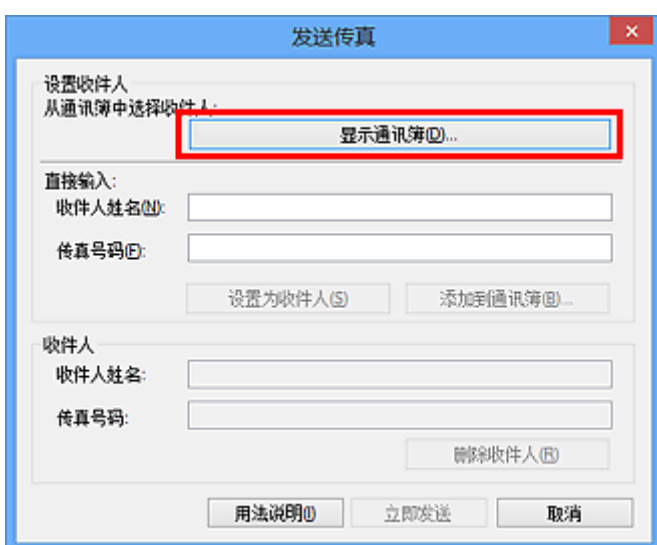 发送传真
设置收件人
从通讯簿中选择收件人:
显示通讯簿(D)...
直接输入:
收件人姓名(N):
传真号码(F):
设置为收件人(S)
添加到通讯簿(B)...
收件人
收件人姓名:
传真号码:
删除收件人(R)
用法说明(I)
立即发送
取消